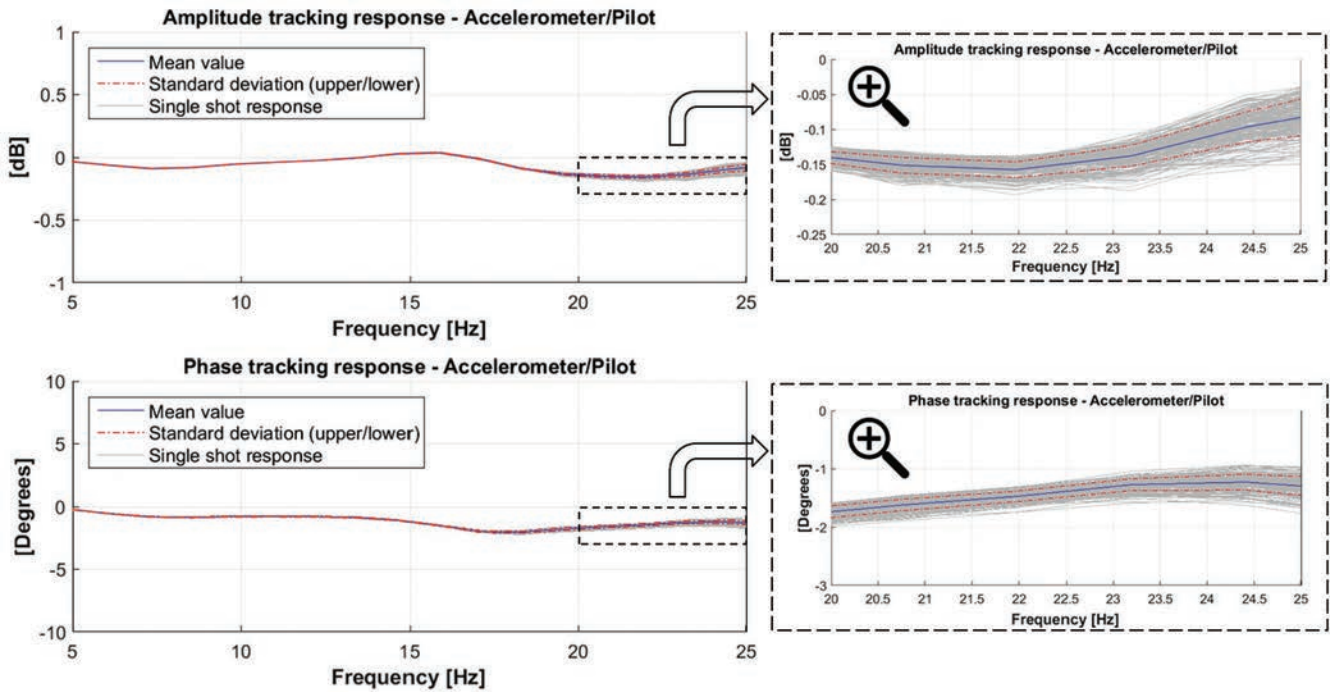 Amplitude tracking response - Accelerometer/Pilot
1
0.5
0
-0.5
-1
[dB]
Mean value
Standard deviation (upper/lower)
Single shot response
5
10
15
20
25
Frequency [Hz]
Amplitude tracking response - Accelerometer/Pilot
0
-0.05
-0.1
-0.15
-0.2
-0.25
[dB]
20
20.5
21
21.5
22
22.5
23
23.5
24
24.5
25
Frequency [Hz]
Phase tracking response - Accelerometer/Pilot
10
5
0
-5
-10
[Degrees]
Mean value
Standard deviation (upper/lower)
Single shot response
5
10
15
20
25
Frequency [Hz]
Phase tracking response - Accelerometer/Pilot
0
-1
-2
-3
[Degrees]
20
20.5
21
21.5
22
22.5
23
23.5
24
24.5
25
Frequency [Hz]